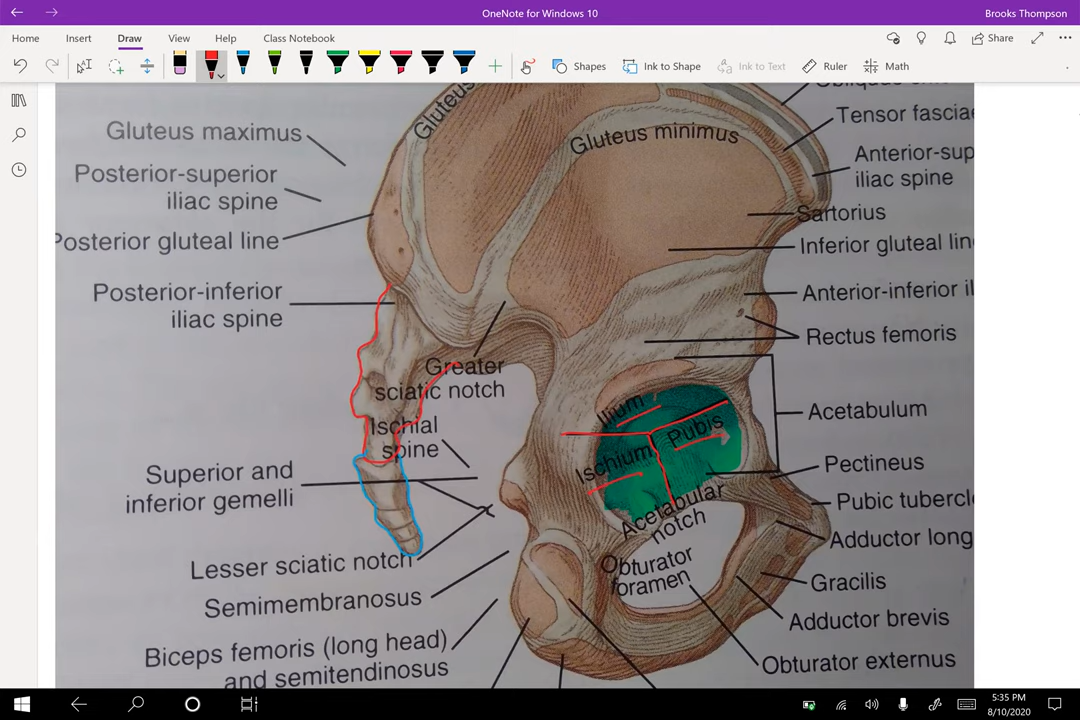 OneNote for Windows 10
Brooks Thompson
Home Insert Draw View Help Class Notebook
Share
Shapes Ink to Shape Ink to Text Ruler Math
Gluteus
Gluteus minimus
Tensor fasciae
Gluteus maximus
Anterior-sup
iliac spine
Posterior-superior
iliac spine
Sartorius
Posterior gluteal line
Inferior gluteal lin
Posterior-inferior
iliac spine
Anterior-inferior il
Rectus femoris
Greater
sciatic notch
Ilium
Pubis
Acetabulum
Ischial
spine
Ischium
Pectineus
Superior and
inferior gemelli
Acetabular
notch
Pubic tubercle
Adductor long
Lesser sciatic notch
Obturator
foramen
Semimembranosus
Gracilis
Adductor brevis
Biceps femoris (long head)
and semitendinosus
Obturator externus
5:35 PM
8/10/2020